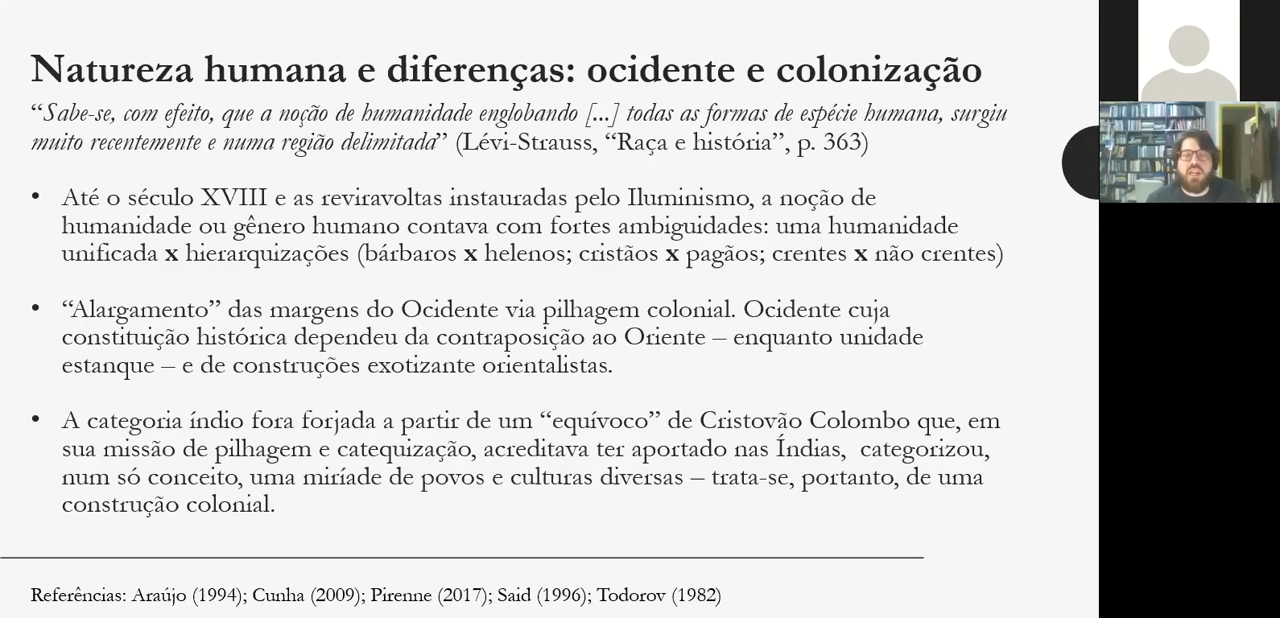 Natureza humana e diferenças: ocidente e colonização
“Sabe-se, com efeito, que a noção de humanidade englobando [...] todas as formas de espécie humana, surgiu
muito recentemente e numa região delimitada” (Lévi-Strauss, “Raça e história”, p. 363)
• Até o século XVIII e as reviravoltas instauradas pelo Iluminismo, a noção de
humanidade ou gênero humano contava com fortes ambiguidades: uma humanidade
unificada x hierarquizações (bárbaros x helenos; cristãos x pagãos; crentes x não crentes)
• “Alargamento” das margens do Ocidente via pilhagem colonial. Ocidente cuja
constituição histórica dependeu da contraposição ao Oriente – enquanto unidade
estanque – e de construções exotizante orientalistas.
• A categoria índio fora forjada a partir de um “equívoco” de Cristovão Colombo que, em
sua missão de pilhagem e catequização, acreditava ter aportado nas Índias, categorizou,
num só conceito, uma miríade de povos e culturas diversas – trata-se, portanto, de uma
construção colonial.
Referências: Araújo (1994); Cunha (2009); Pirenne (2017); Said (1996); Todorov (1982)